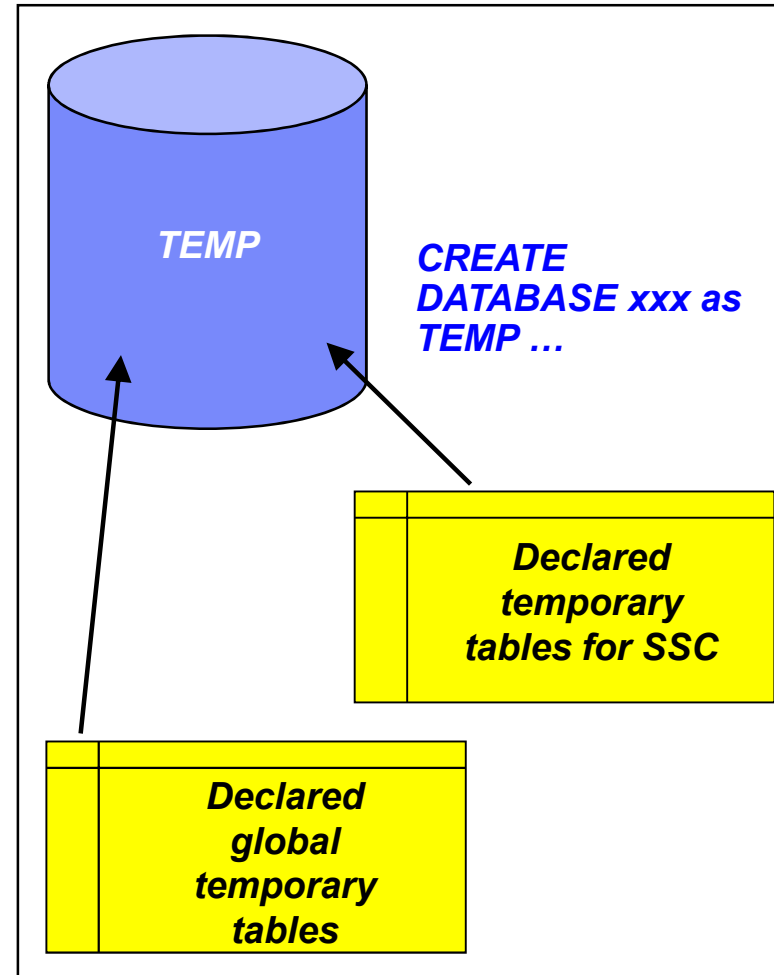 TEMP
CREATE
DATABASE xxx as
TEMP …
Declared
temporary
tables for SSC
Declared
global
temporary
tables